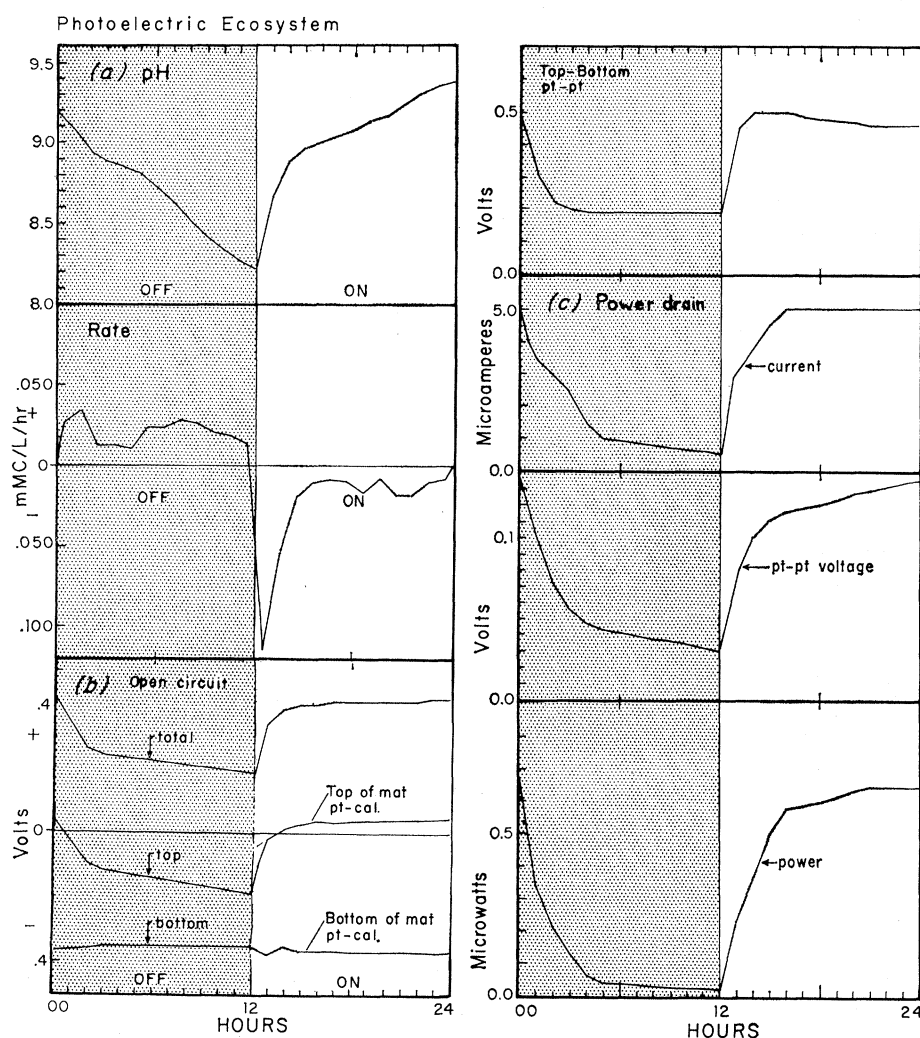 Photoelectric Ecosystem
(a) pH
9.5
9.0
8.5
8.0
OFF
ON
Rate
mMC/L/hr
+
−
.050
0
.050
.100
OFF
ON
(b) Open circuit
Volts
+
−
.4
0
.4
total
top
bottom
Top of mat
pt-cal.
Bottom of mat
pt-cal.
OFF
ON
00
12
24
HOURS
Top-Bottom
pt-pt
Volts
0.5
0.0
(c) Power drain
Microamperes
5.0
0.0
current
Volts
0.1
0.0
pt-pt voltage
Microwatts
0.5
0.0
power
00
12
24
HOURS